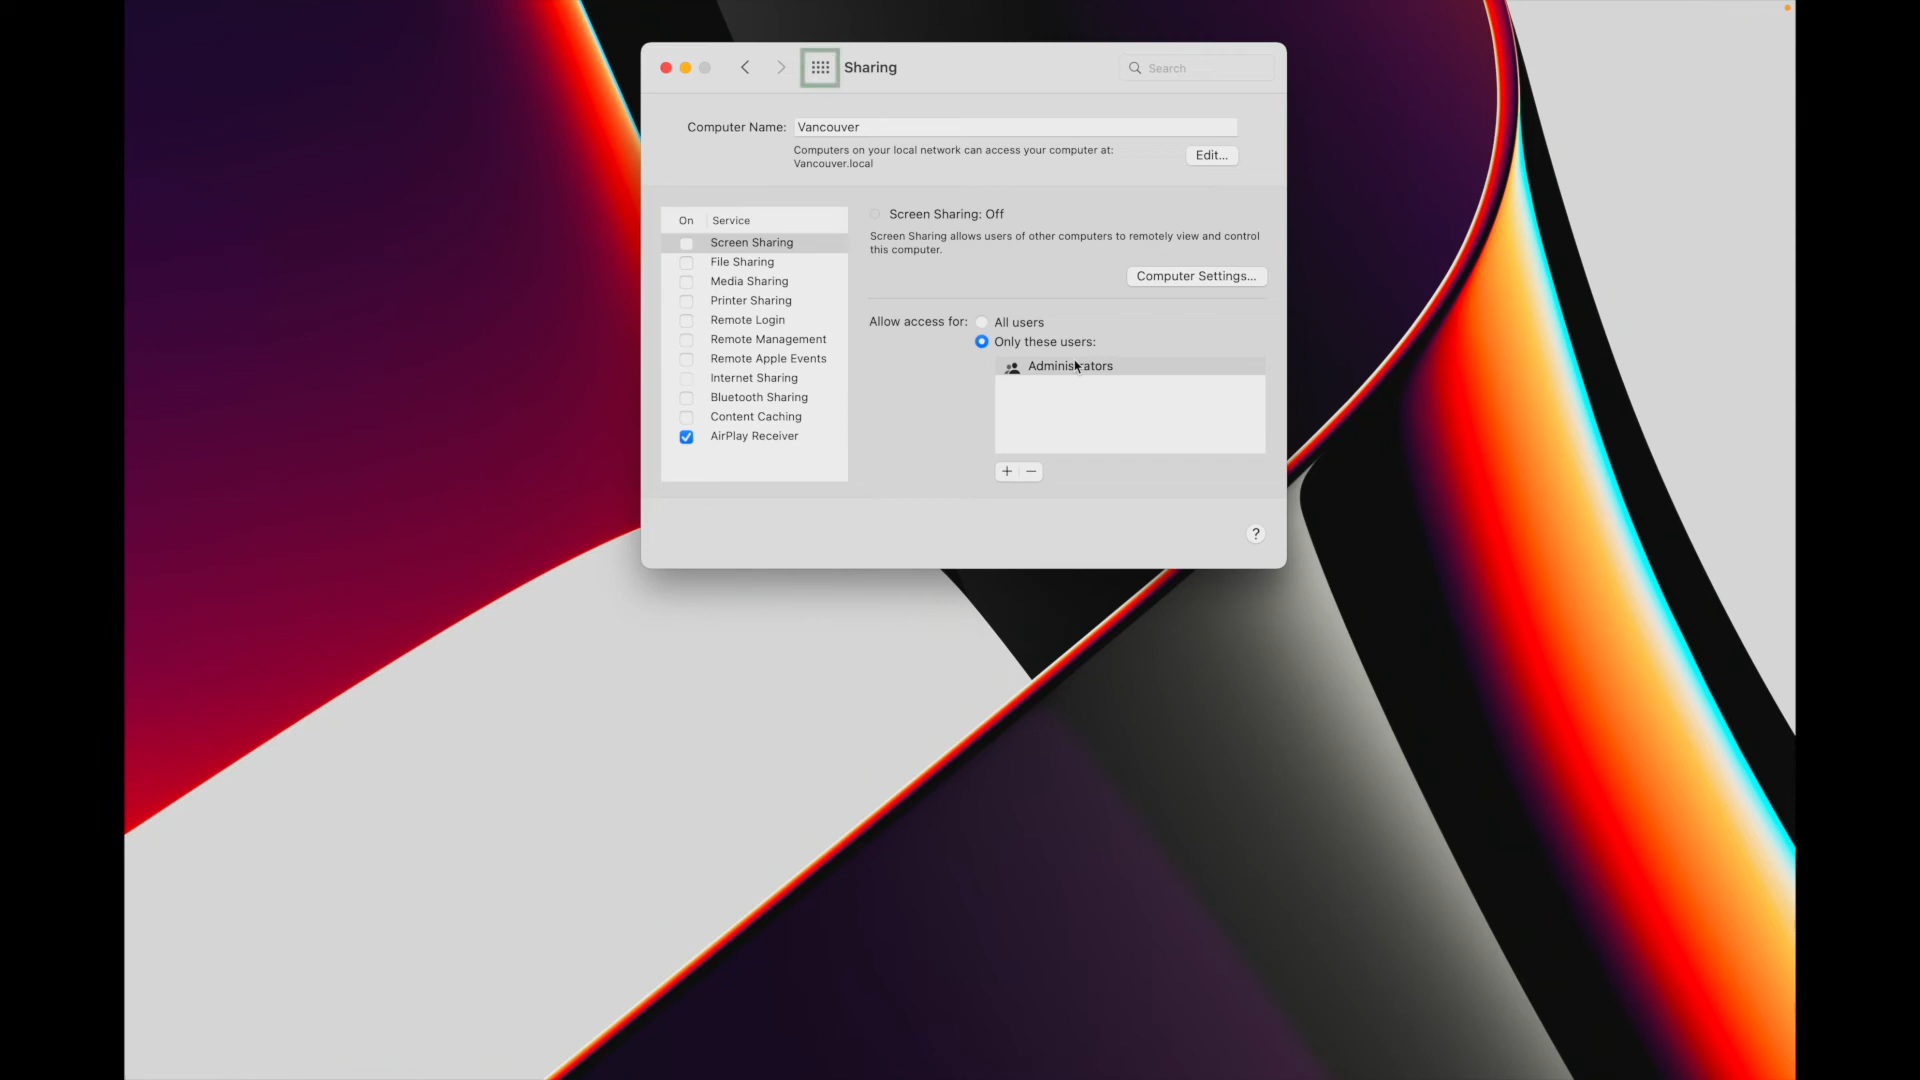 Sharing
Search
Computer Name: Vancouver
Computers on your local network can access your computer at:
Vancouver.local
Edit...
On Service
Screen Sharing
File Sharing
Media Sharing
Printer Sharing
Remote Login
Remote Management
Remote Apple Events
Internet Sharing
Bluetooth Sharing
Content Caching
AirPlay Receiver
Screen Sharing: Off
Screen Sharing allows users of other computers to remotely view and control
this computer.
Computer Settings...
Allow access for: All users
Only these users:
Administrators
+ −
?